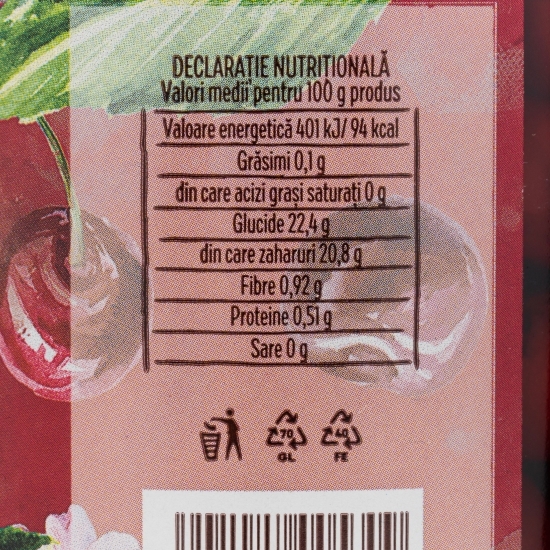 DECLARAȚIE NUTRIȚIONALĂ
Valori medii pentru 100 g produs
Valoare energetică 401 kJ/ 94 kcal
Grăsimi 0,1 g
din care acizi grași saturați 0 g
Glucide 22,4 g
din care zaharuri 20,8 g
Fibre 0,92 g
Proteine 0,51 g
Sare 0 g
70 40
GL FE